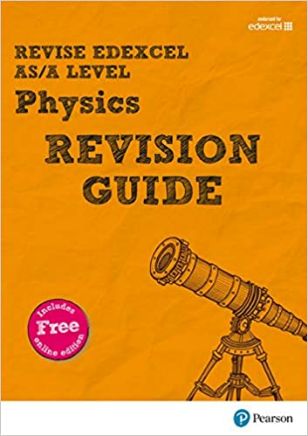 endorsed for
edexcel
REVISE EDEXCEL
AS/A LEVEL
Physics
REVISION
GUIDE
Includes
Free
online edition
Pearson